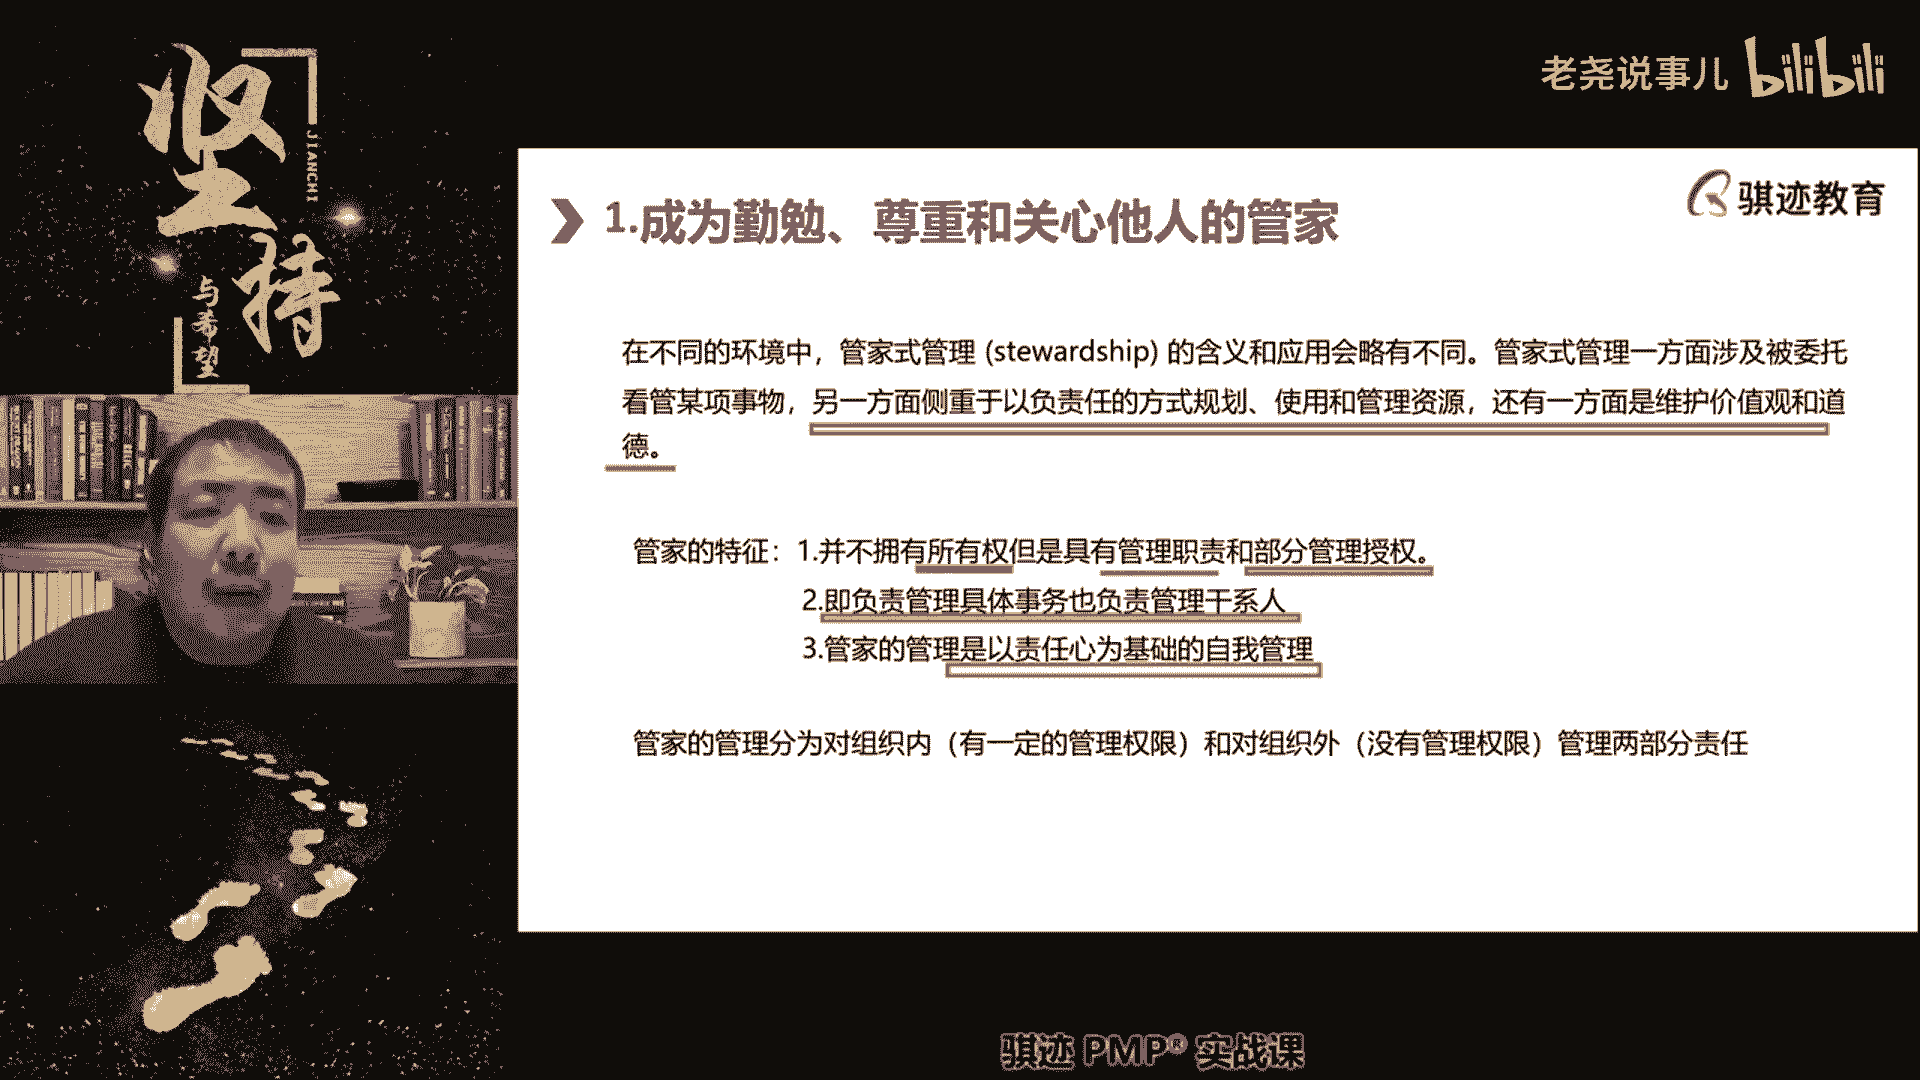 坚持
JIANCHI
与希望
老尧说事儿 bilibili
骐迹教育
1.成为勤勉、尊重和关心他人的管家
在不同的环境中，管家式管理 (stewardship) 的含义和应用会略有不同。管家式管理一方面涉及被委托
看管某项事物，另一方面侧重于以负责任的方式规划、使用和管理资源，还有一方面是维护价值观和道
德。
管家的特征：1.并不拥有所有权但是具有管理职责和部分管理授权。
2.即负责管理具体事务也负责管理干系人
3.管家的管理是以责任心为基础的自我管理
管家的管理分为对组织内（有一定的管理权限）和对组织外（没有管理权限）管理两部分责任
骐迹 PMP® 实战课